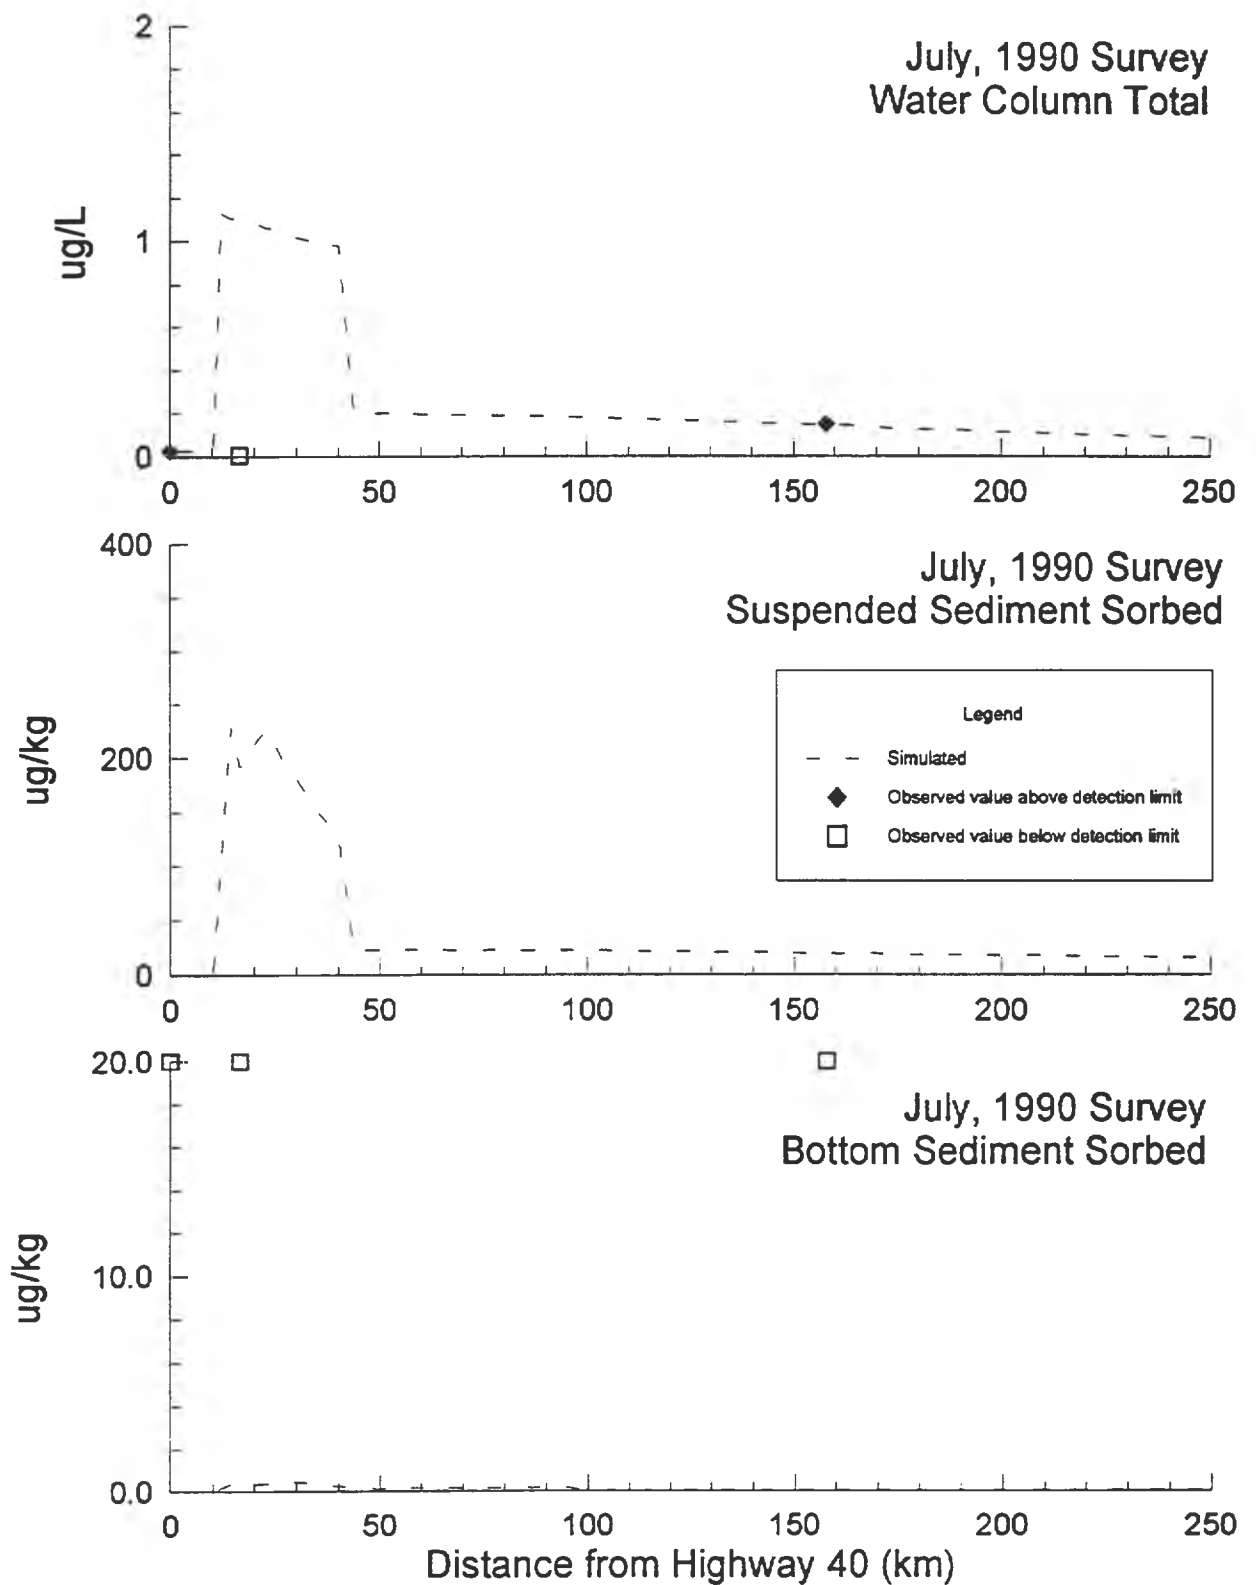 July, 1990 Survey
Water Column Total
ug/L
2
1
0
0 50 100 150 200 250
July, 1990 Survey
Suspended Sediment Sorbed
ug/kg
400
200
0
Legend
Simulated
Observed value above detection limit
Observed value below detection limit
0 50 100 150 200 250
July, 1990 Survey
Bottom Sediment Sorbed
ug/kg
20.0
10.0
0.0
0 50 100 150 200 250
Distance from Highway 40 (km)